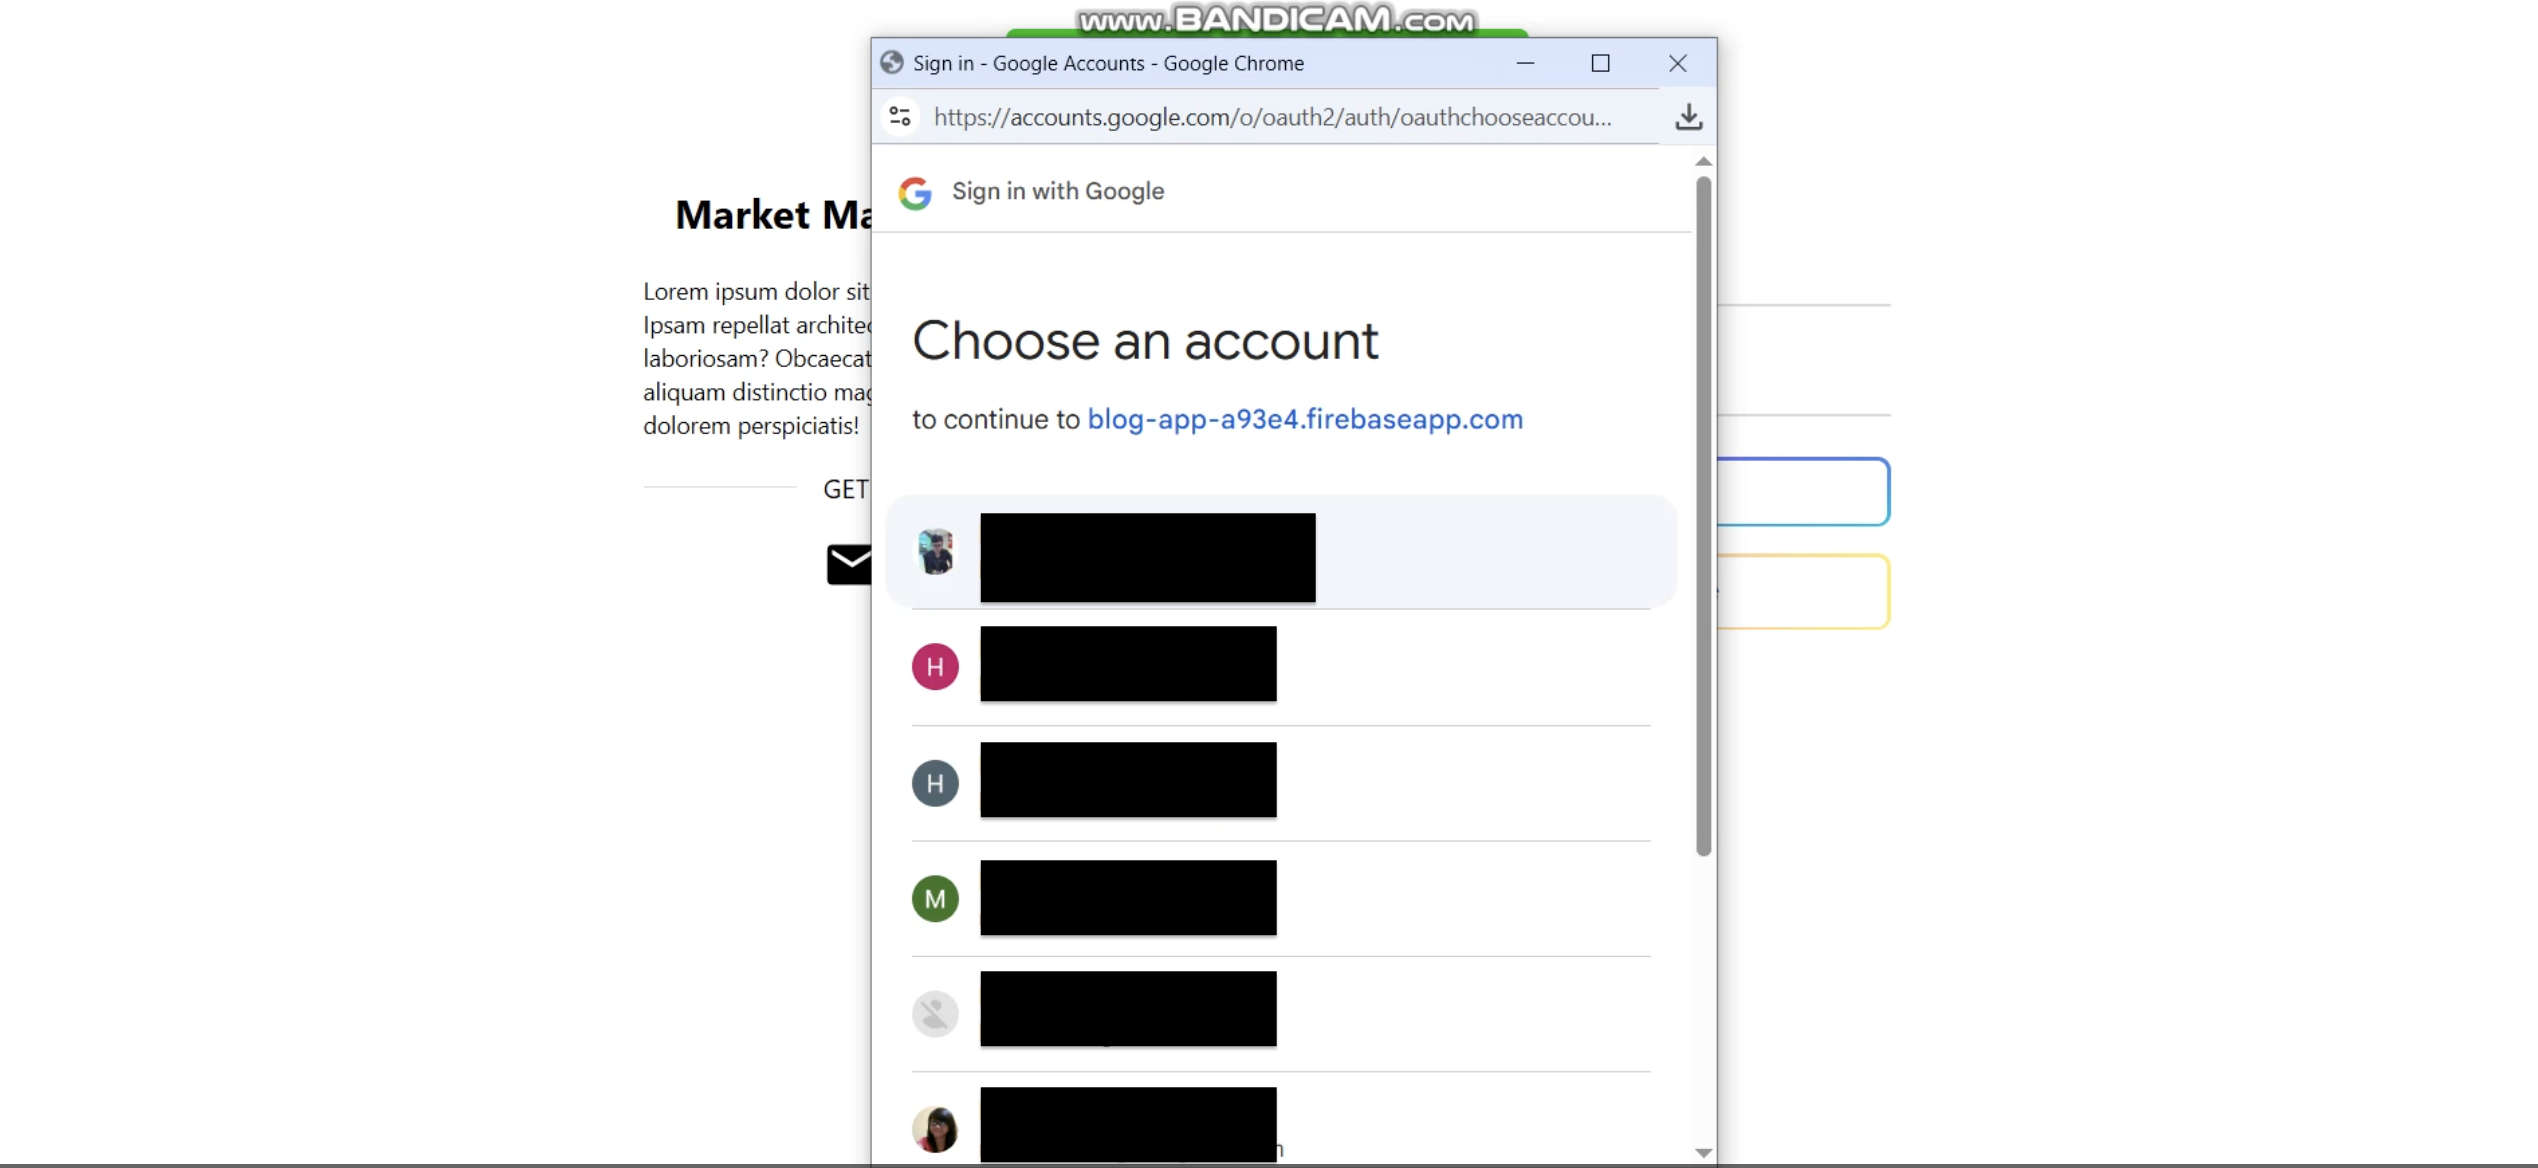 www.BANDICAM.com
Sign in - Google Accounts - Google Chrome
https://accounts.google.com/o/oauth2/auth/oauthchooseaccou...
Sign in with Google
Market Ma
Lorem ipsum dolor sit
Ipsam repellat architec
laboriosam? Obcaecat
aliquam distinctio mag
dolorem perspiciatis!
GET
Choose an account
to continue to blog-app-a93e4.firebaseapp.com
H
H
M